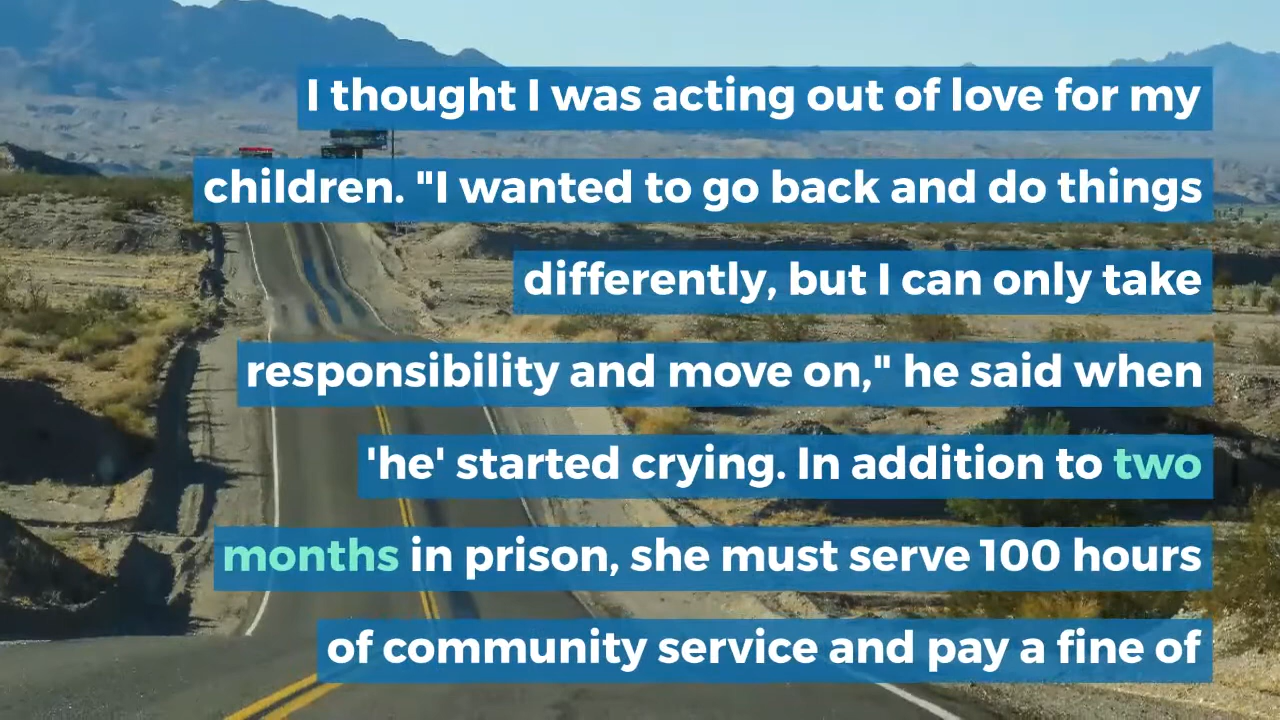 I thought I was acting out of love for my
children. "I wanted to go back and do things
differently, but I can only take
responsibility and move on," he said when
'he' started crying. In addition to two
months in prison, she must serve 100 hours
of community service and pay a fine of